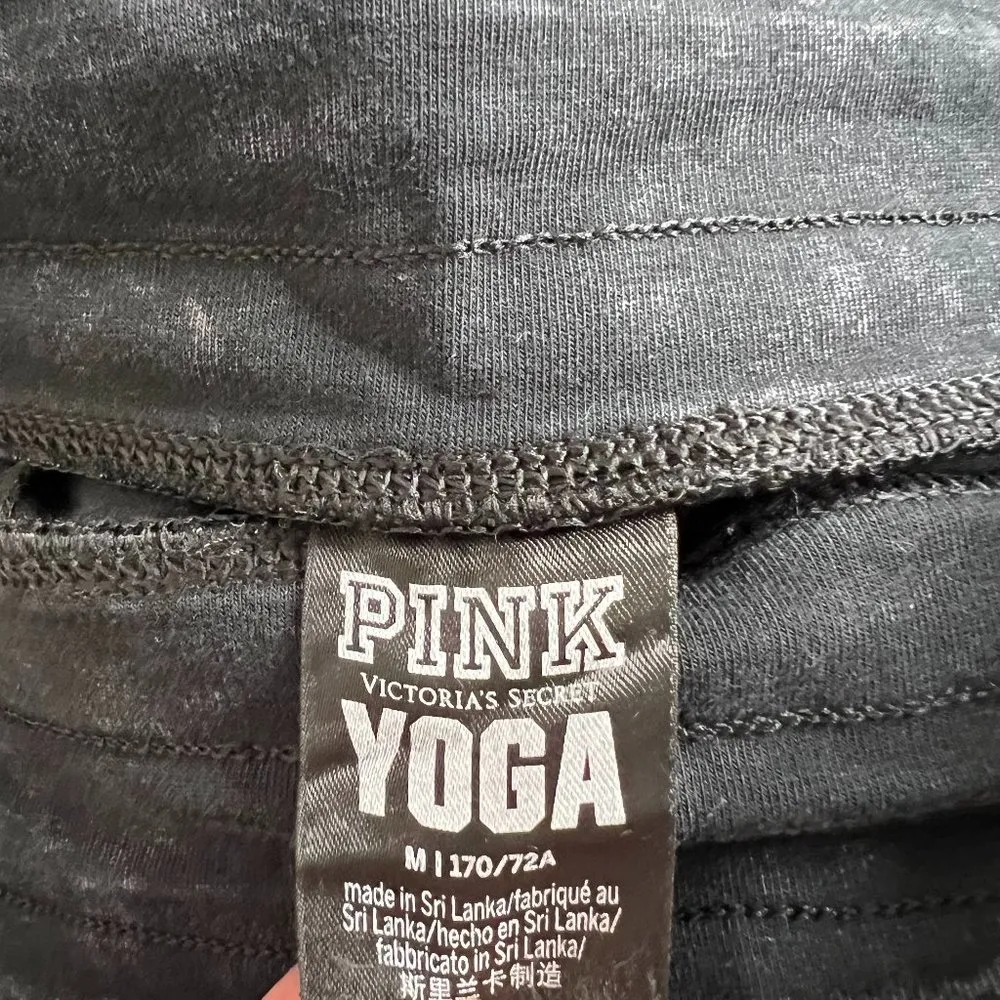 PINK
VICTORIA'S SECRET
YOGA
M | 170/72A
made in Sri Lanka/fabriqué au
Sri Lanka/hecho en Sri Lanka/
fabbricato in Sri Lanka/
斯里兰卡制造